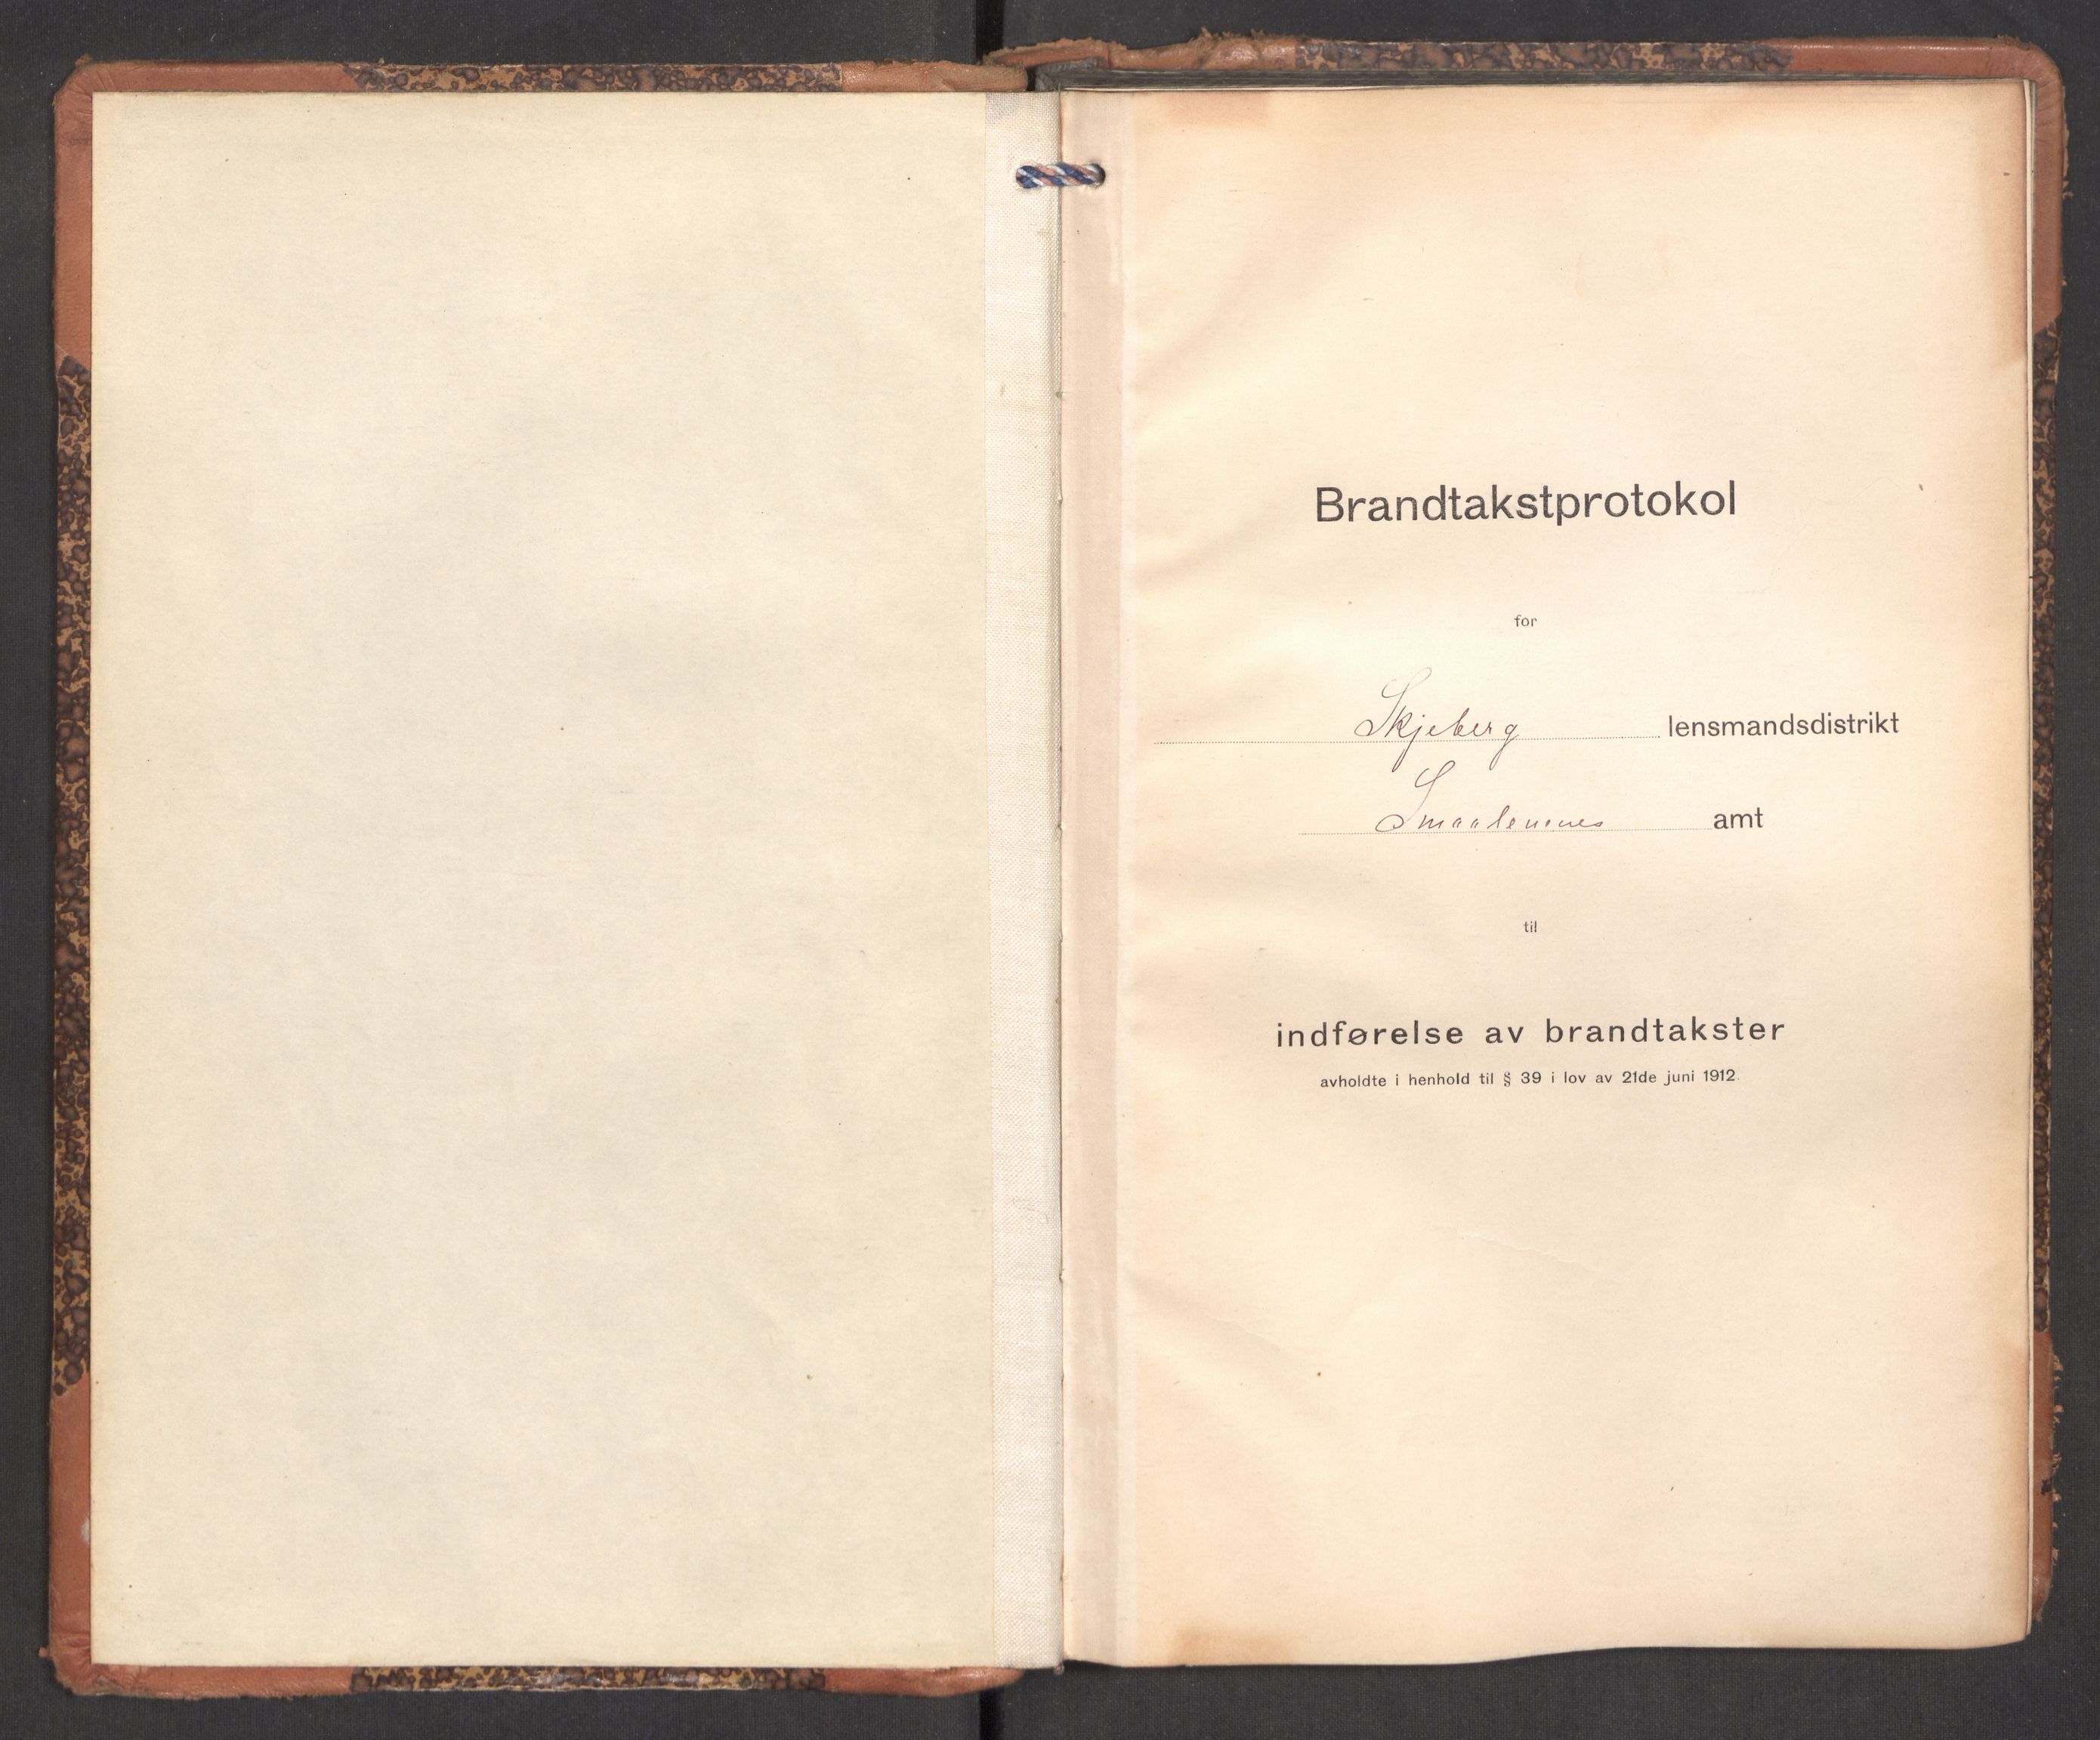 Brandtakstprotokol
for
Skjeberg lensmandsdistrikt
Smaalenenes amt
til
indførelse av brandtakster
avholdte i henhold til § 39 i lov av 21de juni 1912.